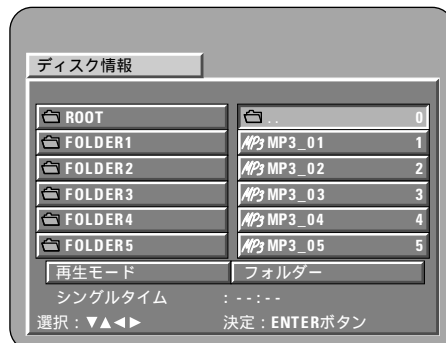 ディスク情報
ROOT
FOLDER1
FOLDER2
FOLDER3
FOLDER4
FOLDER5
.. 0
MP3 MP3_01 1
MP3 MP3_02 2
MP3 MP3_03 3
MP3 MP3_04 4
MP3 MP3_05 5
再生モード フォルダー
シングルタイム : --:--
選択：▼▲◀▶ 決定：ENTERボタン